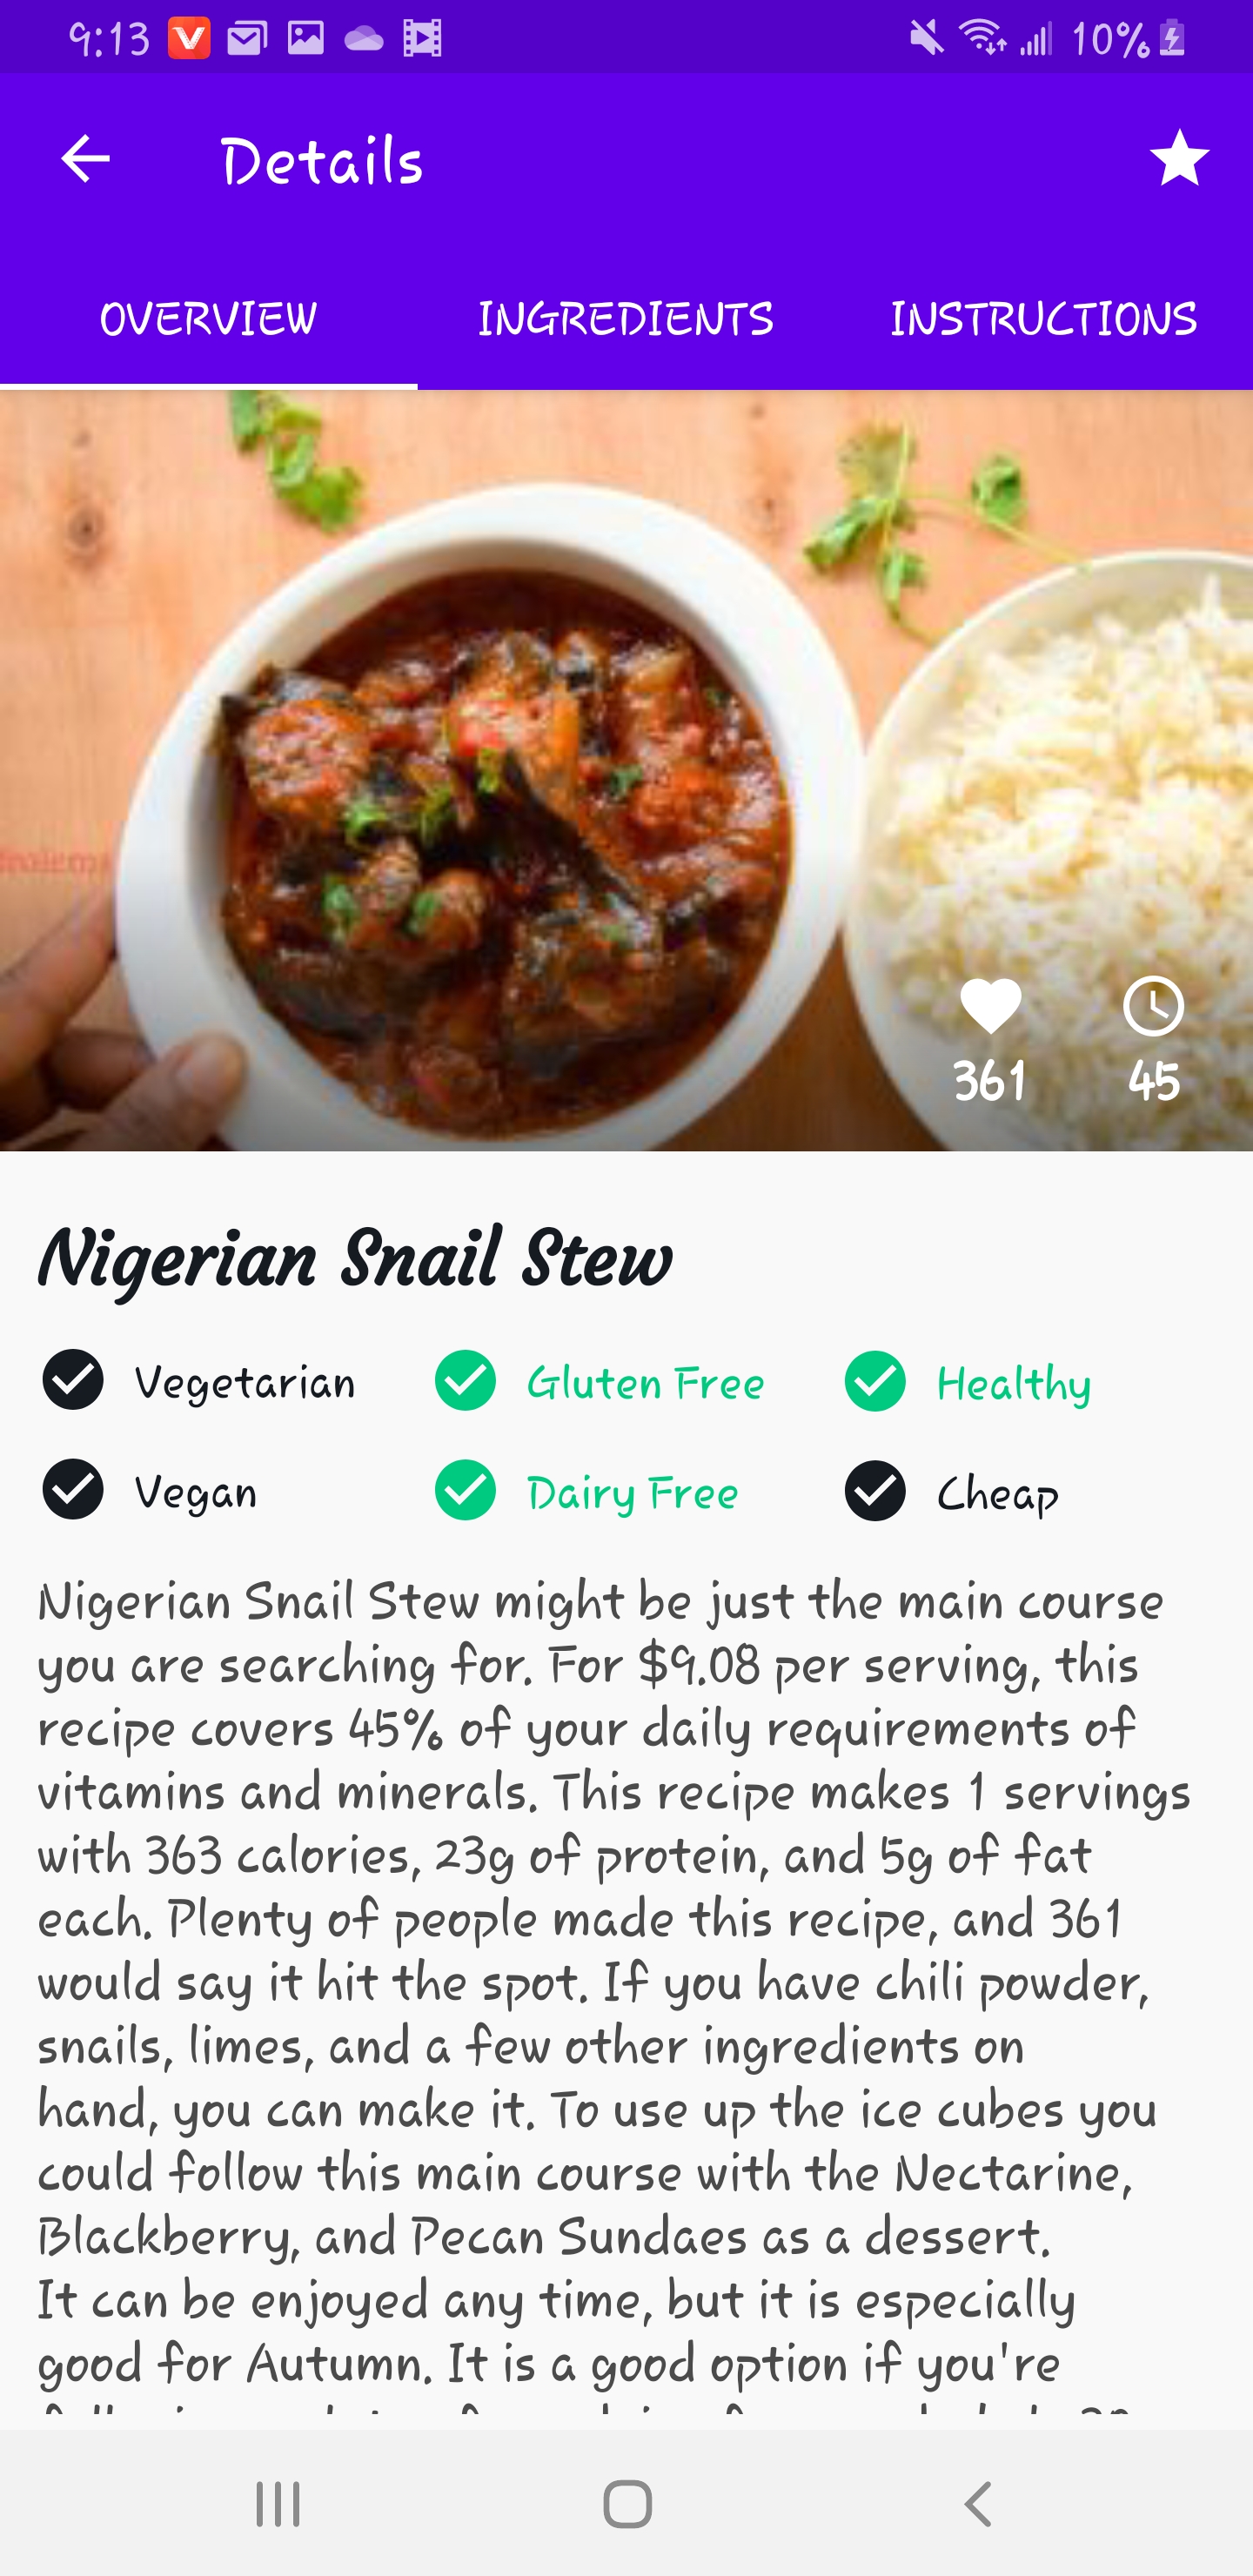 9:13 10%
Details
OVERVIEW INGREDIENTS INSTRUCTIONS
361 45
Nigerian Snail Stew
Vegetarian Gluten Free Healthy
Vegan Dairy Free Cheap
Nigerian Snail Stew might be just the main course
you are searching for. For $9.08 per serving, this
recipe covers 45% of your daily requirements of
vitamins and minerals. This recipe makes 1 servings
with 363 calories, 23g of protein, and 5g of fat
each. Plenty of people made this recipe, and 361
would say it hit the spot. If you have chili powder,
snails, limes, and a few other ingredients on
hand, you can make it. To use up the ice cubes you
could follow this main course with the Nectarine,
Blackberry, and Pecan Sundaes as a dessert.
It can be enjoyed any time, but it is especially
good for Autumn. It is a good option if you're